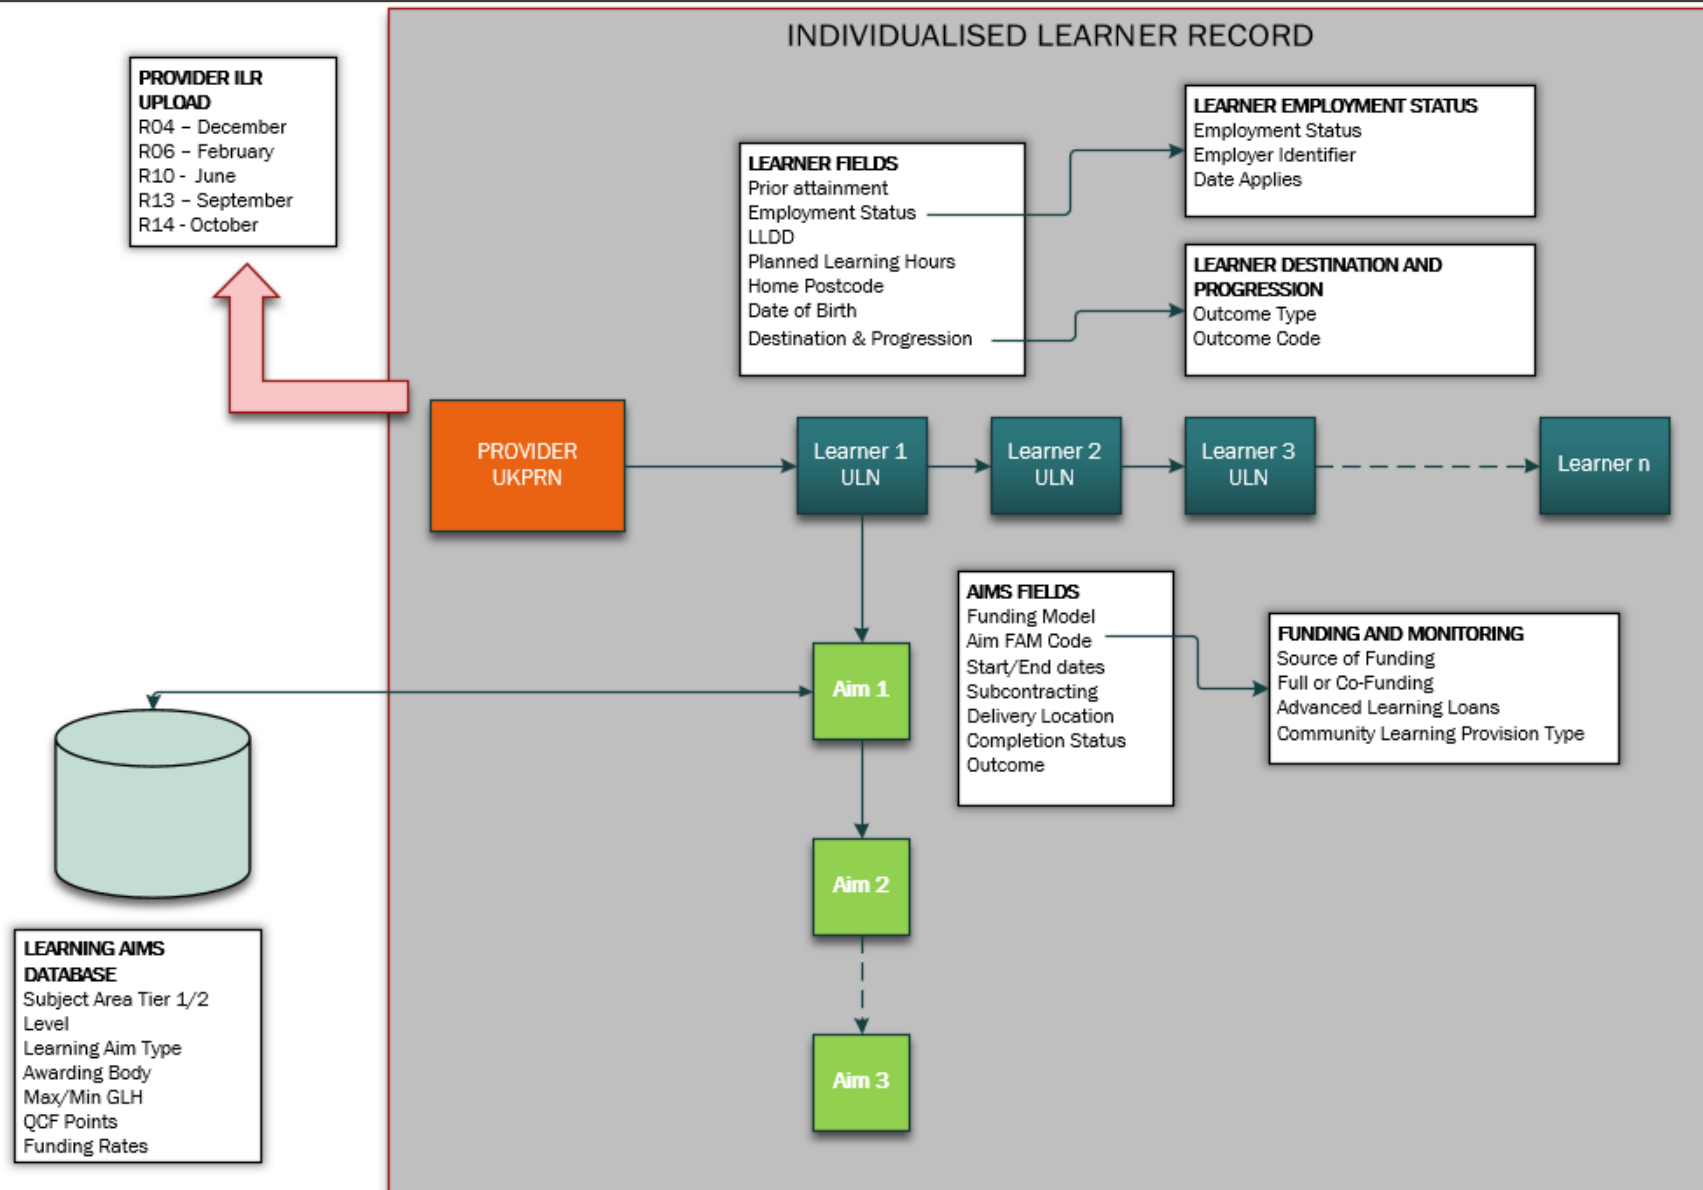 INDIVIDUALISED LEARNER RECORD
PROVIDER ILR
UPLOAD
R04 – December
R06 – February
R10 -  June
R13 – September
R14 - October
LEARNER FIELDS
Prior attainment
Employment Status
LLDD
Planned Learning Hours
Home Postcode
Date of Birth
Destination & Progression
LEARNER EMPLOYMENT STATUS
Employment Status
Employer Identifier
Date Applies
LEARNER DESTINATION AND
PROGRESSION
Outcome Type
Outcome Code
PROVIDER
UKPRN
Learner 1
ULN
Learner 2
ULN
Learner 3
ULN
Learner n
AIMS FIELDS
Funding Model
Aim FAM Code
Start/End dates
Subcontracting
Delivery Location
Completion Status
Outcome
FUNDING AND MONITORING
Source of Funding
Full or Co-Funding
Advanced Learning Loans
Community Learning Provision Type
Aim 1
Aim 2
Aim 3
LEARNING AIMS
DATABASE
Subject Area Tier 1/2
Level
Learning Aim Type
Awarding Body
Max/Min GLH
QCF Points
Funding Rates